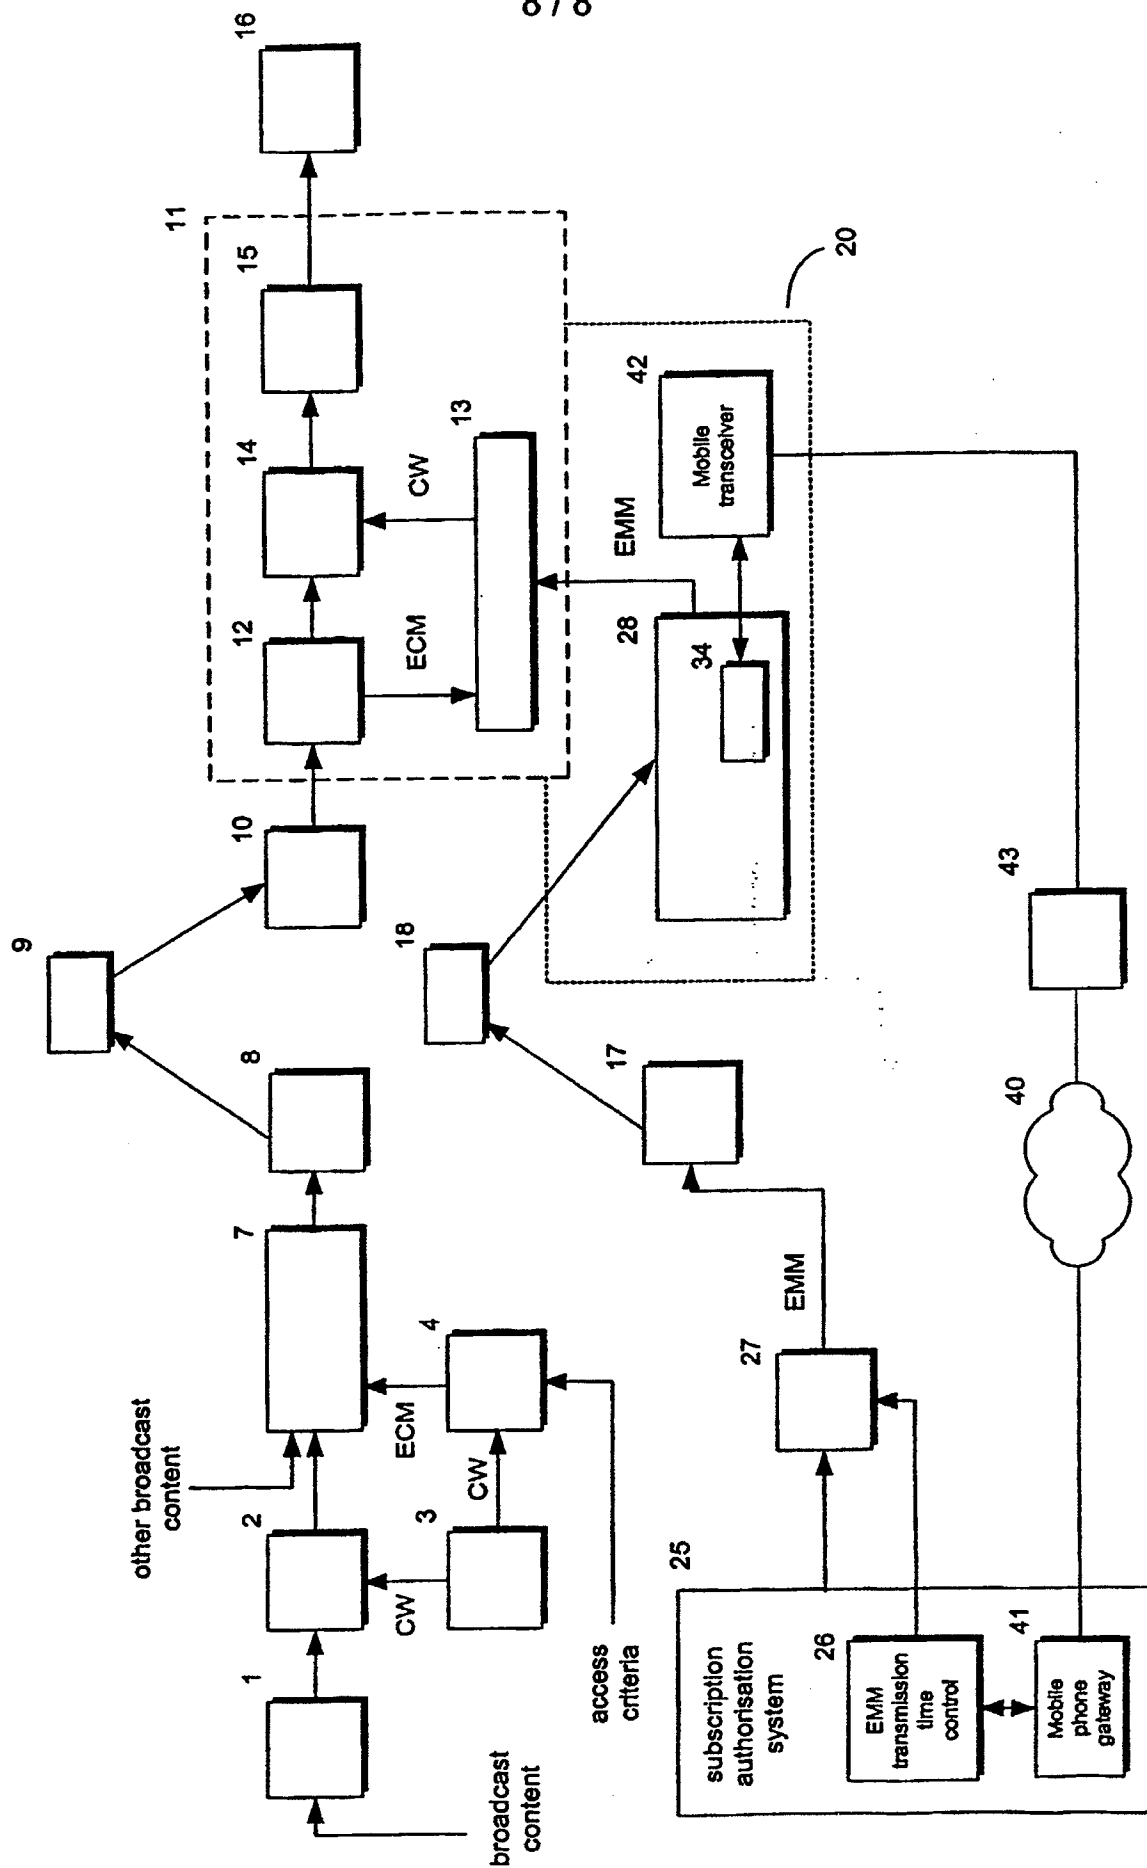 8 / 8
16
11
15
14
12
13
CW
ECM
10
9
8
7
other broadcast
content
2
1
broadcast
content
CW
3
CW
4
ECM
access
criteria
EMM
20
42
Mobile
transceiver
28
34
18
17
EMM
27
25
subscription
authorisation
system
26
EMM
transmission
time
control
41
Mobile
phone
gateway
40
43